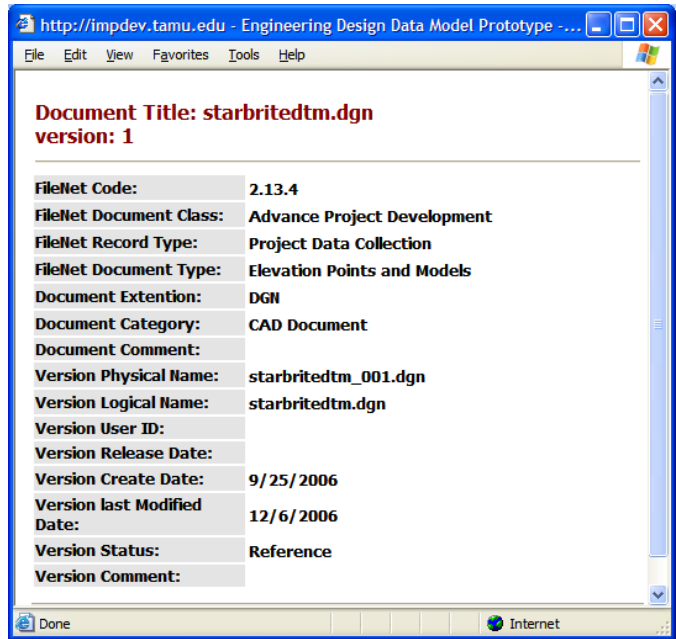 http://impdev.tamu.edu - Engineering Design Data Model Prototype -...
File Edit View Favorites Tools Help
Document Title: starbritedtm.dgn
version: 1
FileNet Code: 2.13.4
FileNet Document Class: Advance Project Development
FileNet Record Type: Project Data Collection
FileNet Document Type: Elevation Points and Models
Document Extention: DGN
Document Category: CAD Document
Document Comment:
Version Physical Name: starbritedtm_001.dgn
Version Logical Name: starbritedtm.dgn
Version User ID:
Version Release Date:
Version Create Date: 9/25/2006
Version last Modified
Date: 12/6/2006
Version Status: Reference
Version Comment:
Done Internet